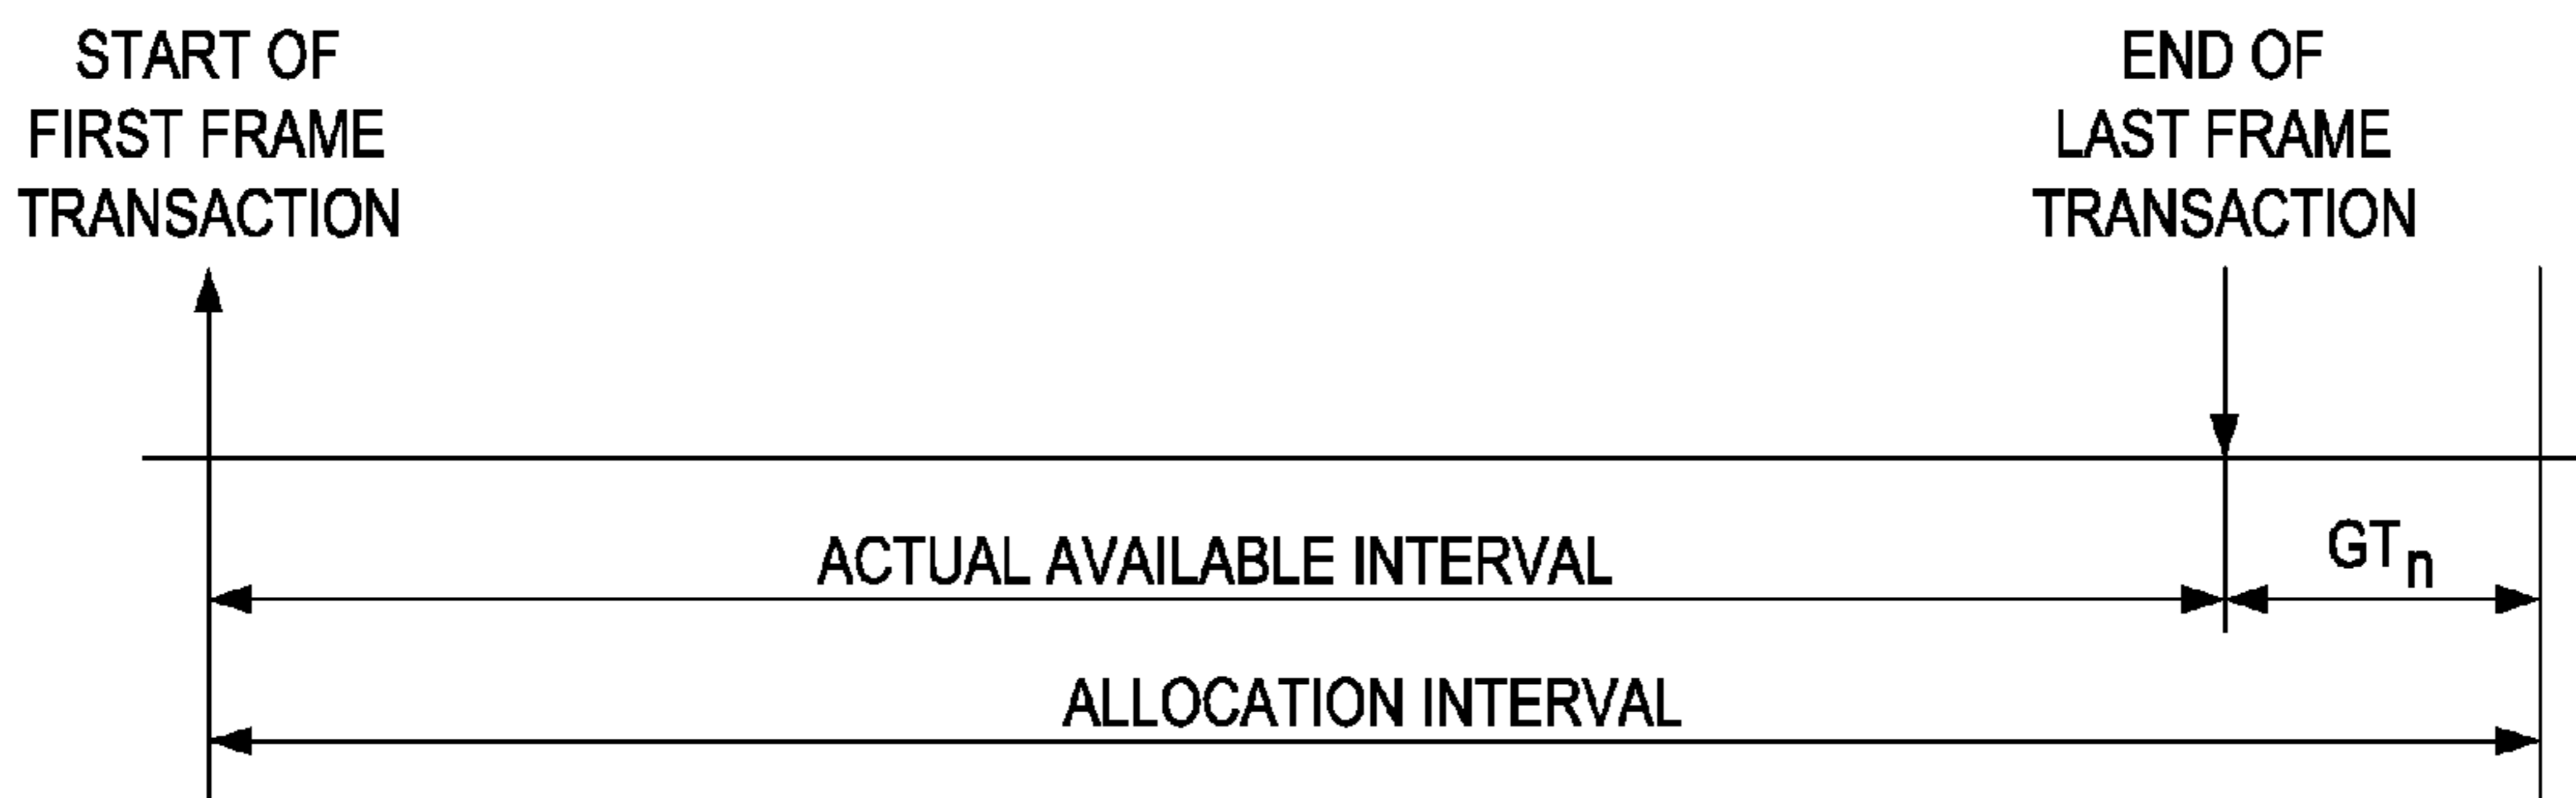 START OF
FIRST FRAME
TRANSACTION
END OF
LAST FRAME
TRANSACTION
ACTUAL AVAILABLE INTERVAL
GTn
ALLOCATION INTERVAL